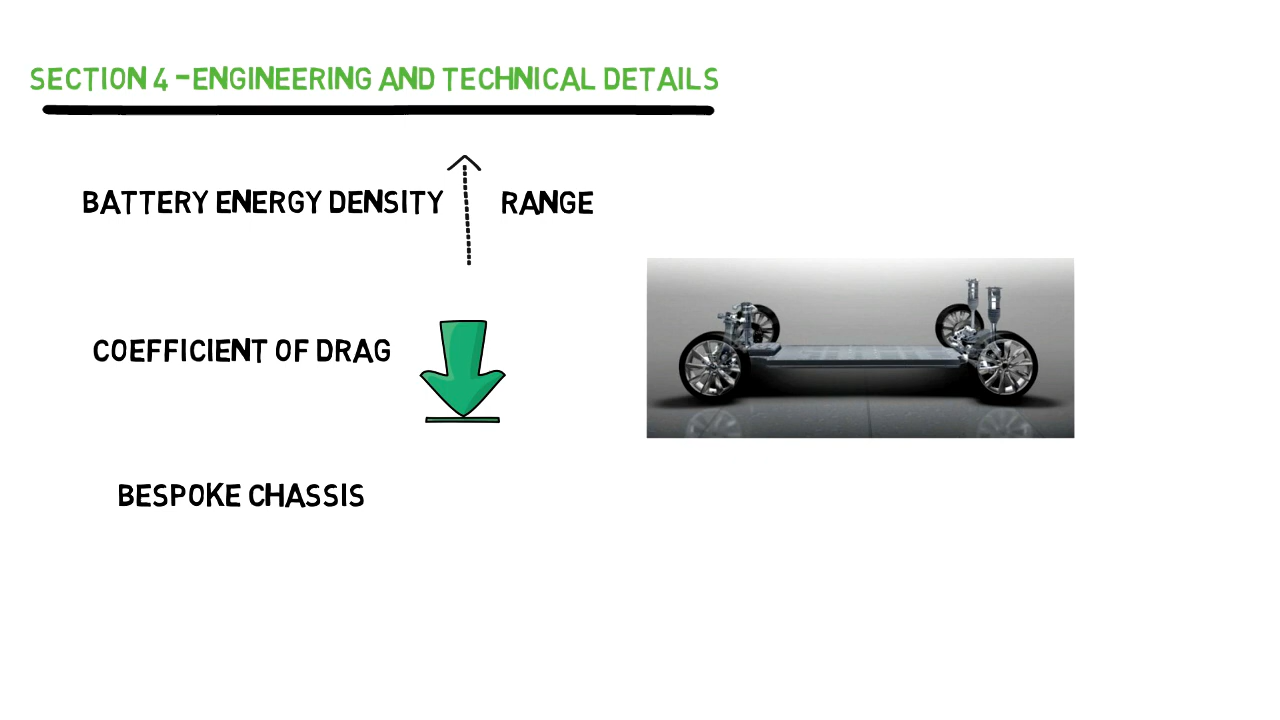 SECTION 4 - ENGINEERING AND TECHNICAL DETAILS
BATTERY ENERGY DENSITY RANGE
COEFFICIENT OF DRAG
BESPOKE CHASSIS